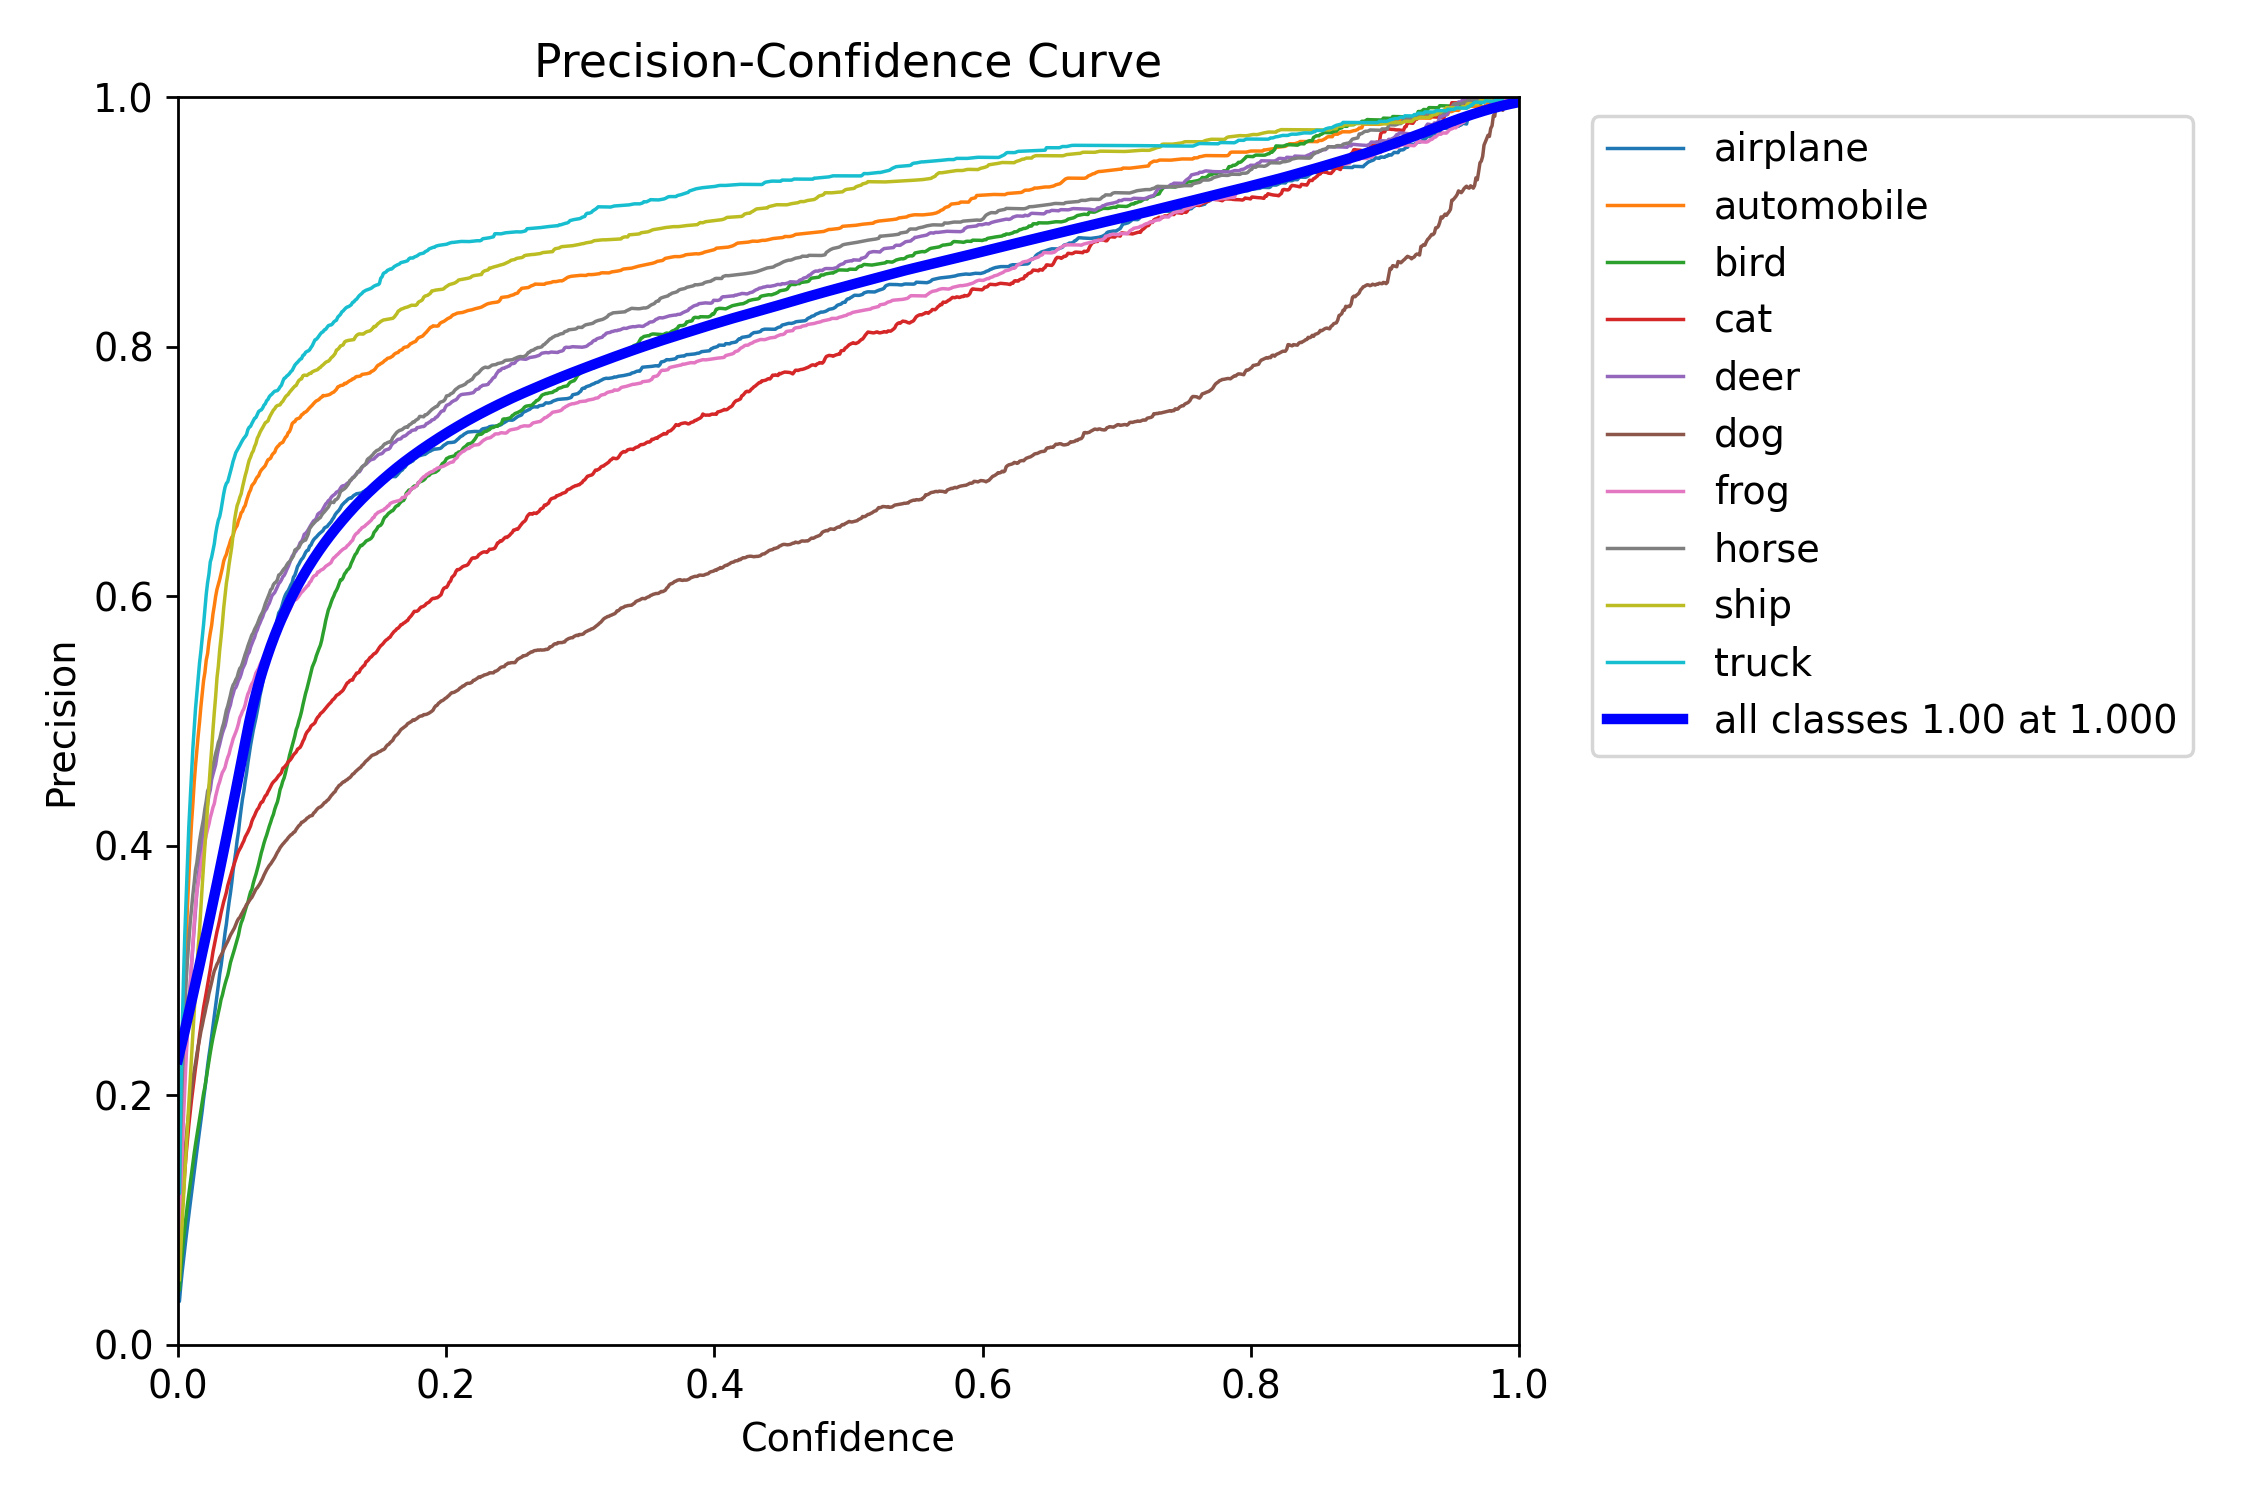 Precision-Confidence Curve
1.0
0.8
0.6
0.4
0.2
0.0
Precision
0.0 0.2 0.4 0.6 0.8 1.0
Confidence
airplane
automobile
bird
cat
deer
dog
frog
horse
ship
truck
all classes 1.00 at 1.000